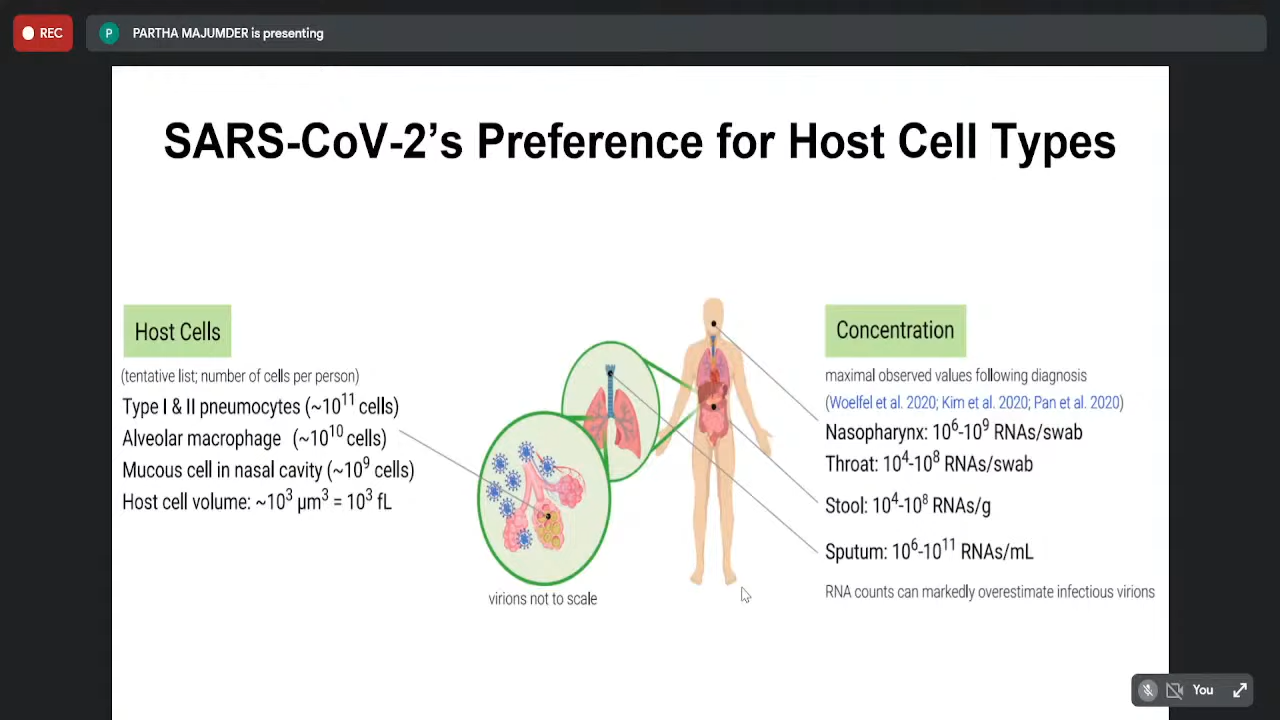 REC
P
PARTHA MAJUMDER is presenting
SARS-CoV-2's Preference for Host Cell Types
Host Cells
(tentative list; number of cells per person)
Type I & II pneumocytes (~10¹¹ cells)
Alveolar macrophage (~10¹⁰ cells)
Mucous cell in nasal cavity (~10⁹ cells)
Host cell volume: ~10³ µm³ = 10³ fL
virions not to scale
Concentration
maximal observed values following diagnosis
(Woelfel et al. 2020; Kim et al. 2020; Pan et al. 2020)
Nasopharynx: 10⁶-10⁹ RNAs/swab
Throat: 10⁴-10⁸ RNAs/swab
Stool: 10⁴-10⁸ RNAs/g
Sputum: 10⁶-10¹¹ RNAs/mL
RNA counts can markedly overestimate infectious virions
You